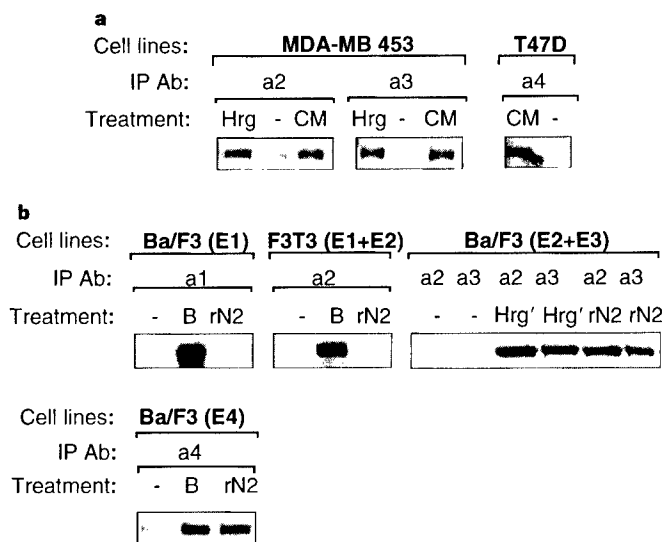 a
Cell lines: MDA-MB 453 T47D
IP Ab: a2 a3 a4
Treatment: Hrg - CM Hrg - CM CM -
b
Cell lines: Ba/F3 (E1) F3T3 (E1+E2) Ba/F3 (E2+E3)
IP Ab: a1 a2 a2 a3 a2 a3 a2 a3
Treatment: - B rN2 - B rN2 - - Hrg' Hrg' rN2 rN2
Cell lines: Ba/F3 (E4)
IP Ab: a4
Treatment: - B rN2